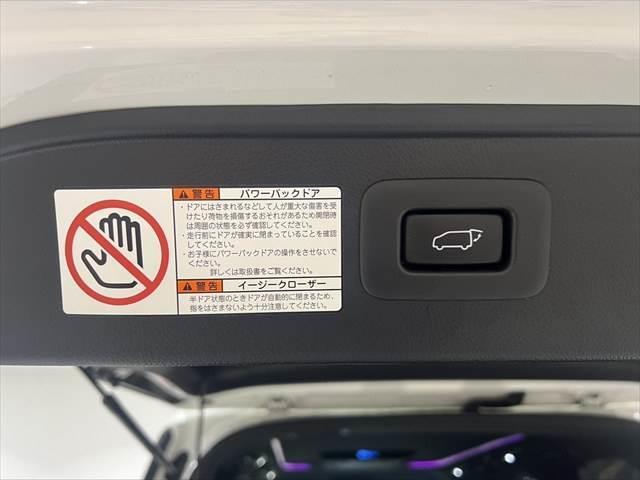 警告 パワーバックドア
・ドアにはさまれるなどして人が重大な傷害を受
けたり荷物を損傷するおそれがあるため開閉時
は周囲の状態を必ず確認してください。
・走行前にドアが確実に閉まっていることを確認
してください。
・お子様にパワーバックドアの操作をさせないで
ください。
詳しくは取扱書をご覧ください。
警告 イージークローザー
半ドア状態のときドアが自動的に閉まるため、
指をはさまないよう十分注意してください。